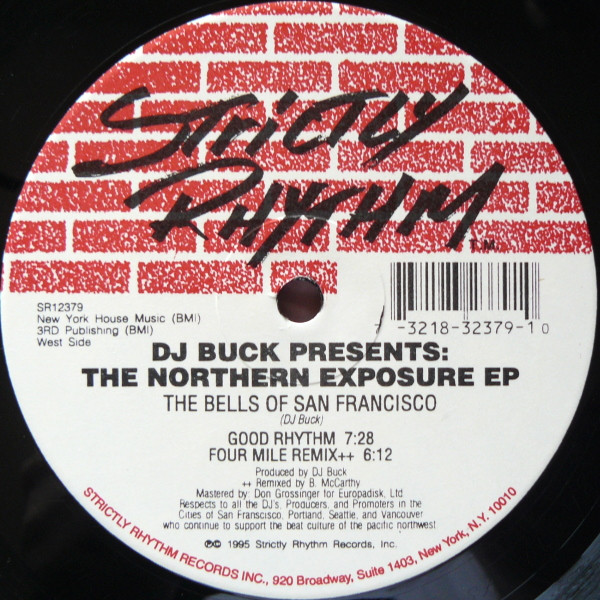 STRICTLY
RHYTHM T.M.
SR12379
New York House Music (BMI)
3RD Publishing (BMI)
West Side
7 -3218-32379-1 0
DJ BUCK PRESENTS:
THE NORTHERN EXPOSURE EP
THE BELLS OF SAN FRANCISCO
(DJ Buck)
GOOD RHYTHM 7:28
FOUR MILE REMIX++ 6:12
Produced by DJ Buck
++ Remixed by B. McCarthy
Mastered by: Don Grossinger for Europadisk, Ltd.
Respects to all the DJ's, Producers, and Promoters in the
Cities of San Franscisco, Portland, Seattle, and Vancouver
who continue to support the beat culture of the pacific northwest.
℗© 1995 Strictly Rhythm Records, Inc.
STRICTLY RHYTHM RECORDS INC., 920 Broadway, Suite 1403, New York, N.Y. 10010